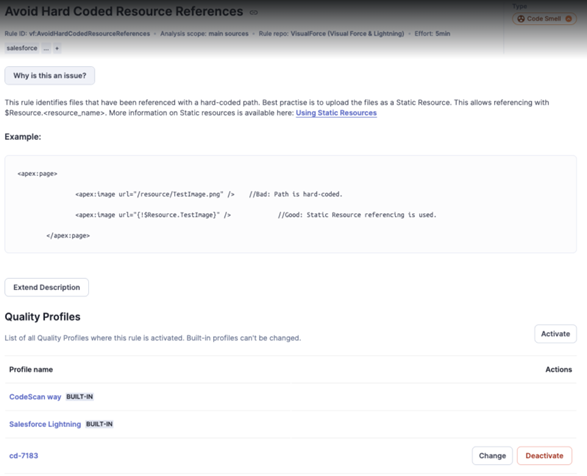 Avoid Hard Coded Resource References
Type
Code Smell
Rule ID: vf:AvoidHardCodedResourceReferences • Analysis scope: main sources • Rule repo: VisualForce (Visual Force & Lightning) • Effort: 5min
salesforce ... +
Why is this an issue?
This rule identifies files that have been referenced with a hard-coded path. Best practise is to upload the files as a Static Resource. This allows referencing with
$Resource.<resource_name>. More information on Static resources is available here: Using Static Resources
Example:
<apex:page>
<apex:image url="/resource/TestImage.png" /> //Bad: Path is hard-coded.
<apex:image url="{!$Resource.TestImage}" /> //Good: Static Resource referencing is used.
</apex:page>
Extend Description
Quality Profiles
List of all Quality Profiles where this rule is activated. Built-in profiles can't be changed.
Activate
Profile name Actions
CodeScan way BUILT-IN
Salesforce Lightning BUILT-IN
cd-7183 Change Deactivate